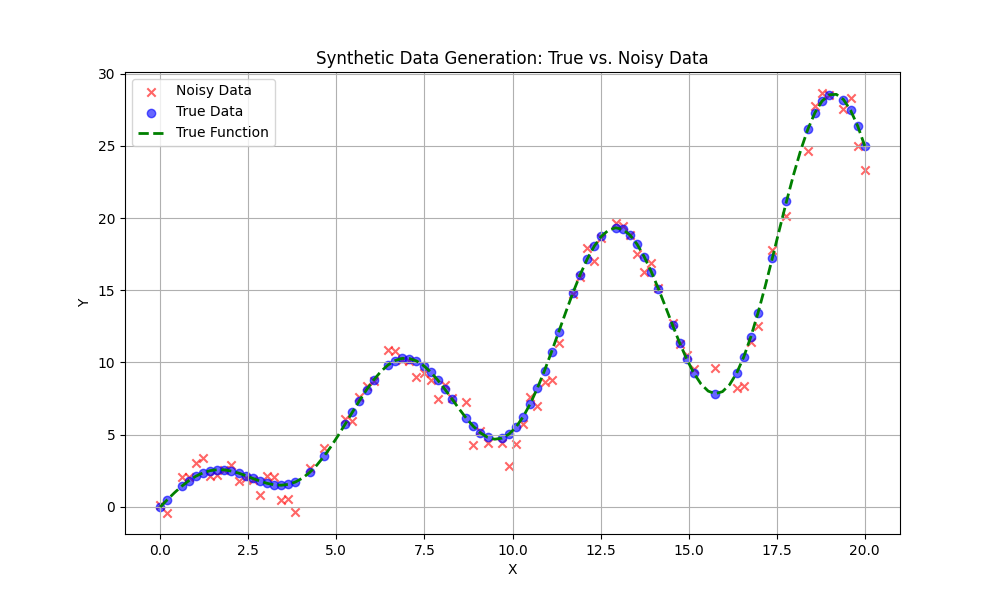 Synthetic Data Generation: True vs. Noisy Data
Noisy Data
True Data
True Function
30
25
20
15
10
5
0
Y
0.0 2.5 5.0 7.5 10.0 12.5 15.0 17.5 20.0
X